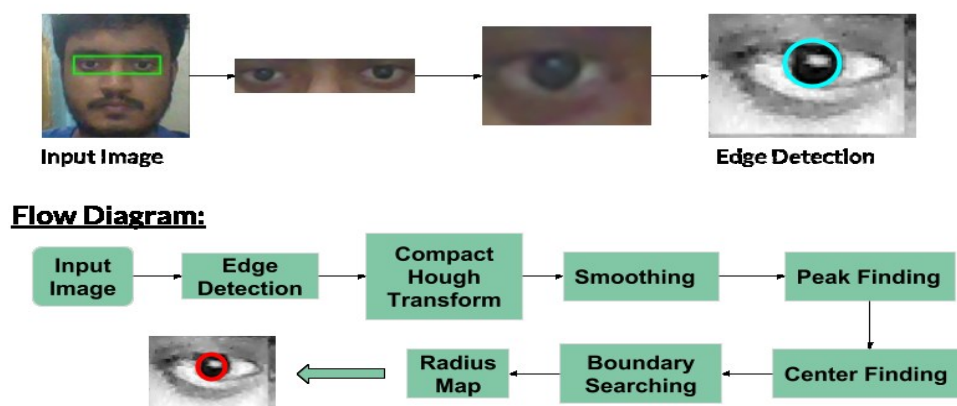 Input Image
Edge Detection
Flow Diagram:
Input
Image
Edge
Detection
Compact
Hough
Transform
Smoothing
Peak Finding
Center Finding
Boundary
Searching
Radius
Map